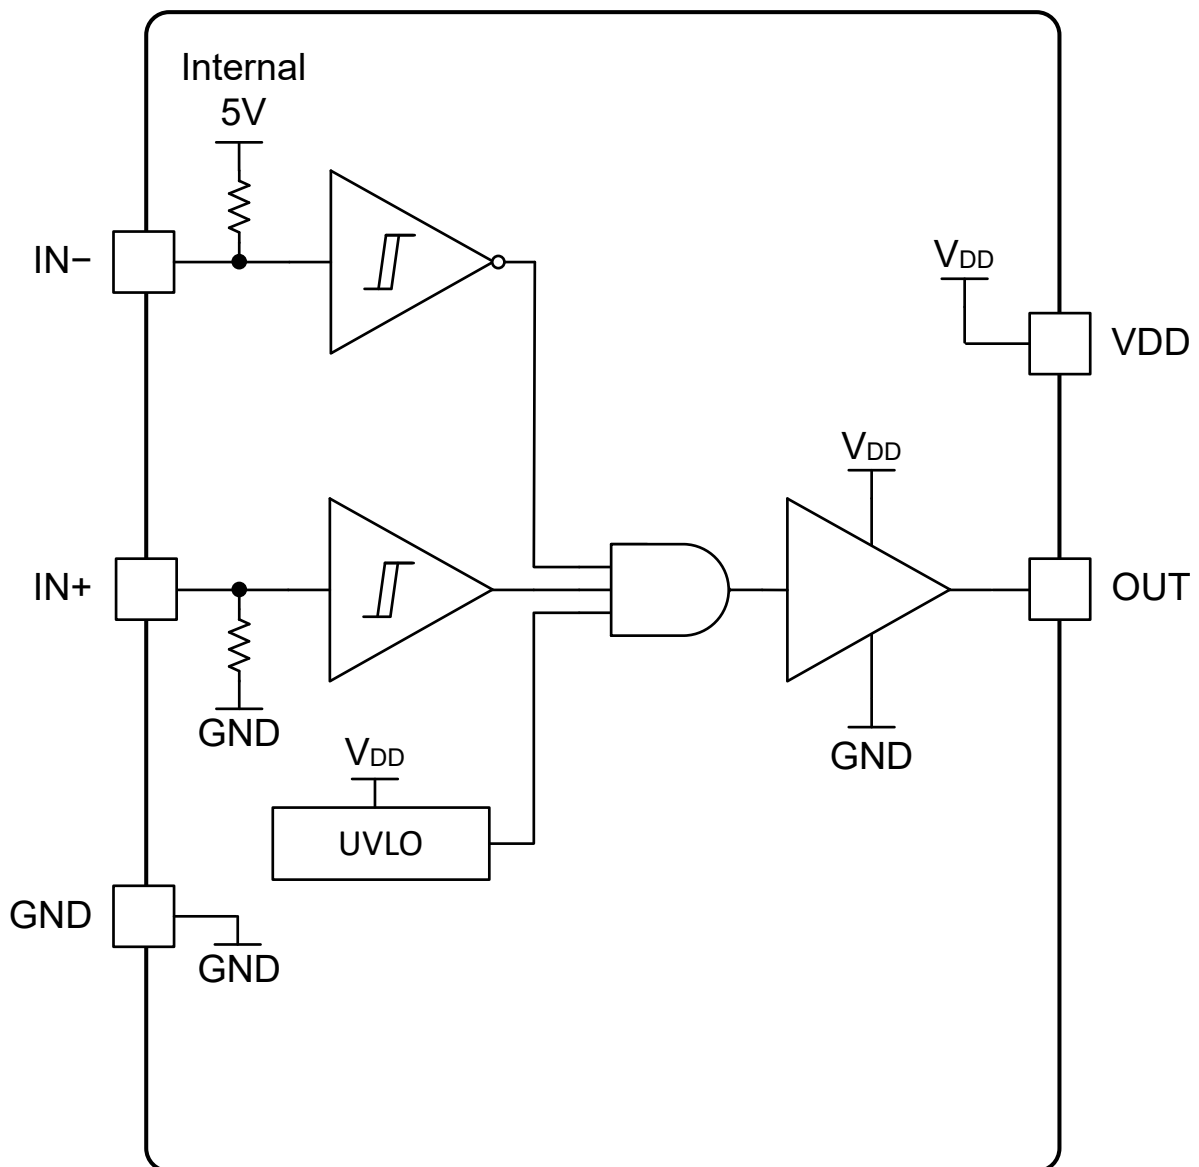 Internal
5V
IN−
VDD
VDD
VDD
IN+
OUT
GND
VDD
GND
UVLO
GND
GND